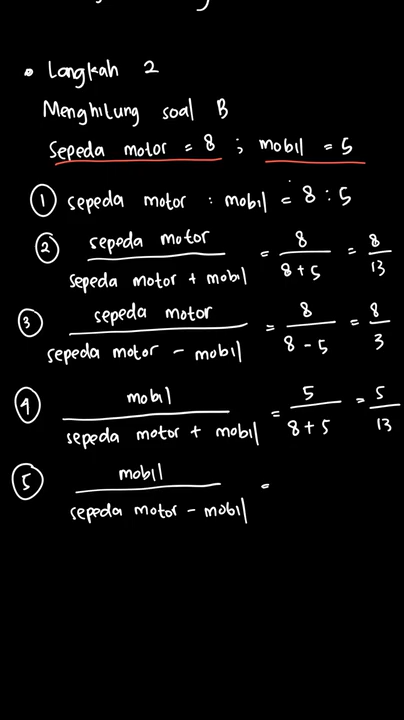 • Langkah 2
Menghilung soal B
Sepeda motor = 8 ; mobil = 5
① sepeda motor : mobil = 8 : 5
② sepeda motor / sepeda motor + mobil = 8 / 8 + 5 = 8 / 13
③ sepeda motor / sepeda motor - mobil = 8 / 8 - 5 = 8 / 3
④ mobil / sepeda motor + mobil = 5 / 8 + 5 = 5 / 13
⑤ mobil / sepeda motor - mobil =